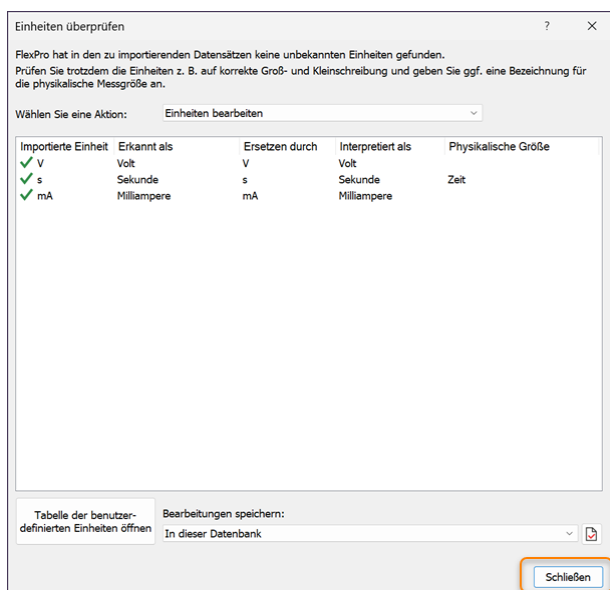 Einheiten überprüfen ?
FlexPro hat in den zu importierenden Datensätzen keine unbekannten Einheiten gefunden.
Prüfen Sie trotzdem die Einheiten z. B. auf korrekte Groß- und Kleinschreibung und geben Sie ggf. eine Bezeichnung für
die physikalische Messgröße an.
Wählen Sie eine Aktion: Einheiten bearbeiten
Importierte Einheit Erkannt als Ersetzen durch Interpretiert als Physikalische Größe
V Volt V Volt
s Sekunde s Sekunde Zeit
mA Milliampere mA Milliampere
Tabelle der benutzer-
definierten Einheiten öffnen
Bearbeitungen speichern:
In dieser Datenbank
Schließen